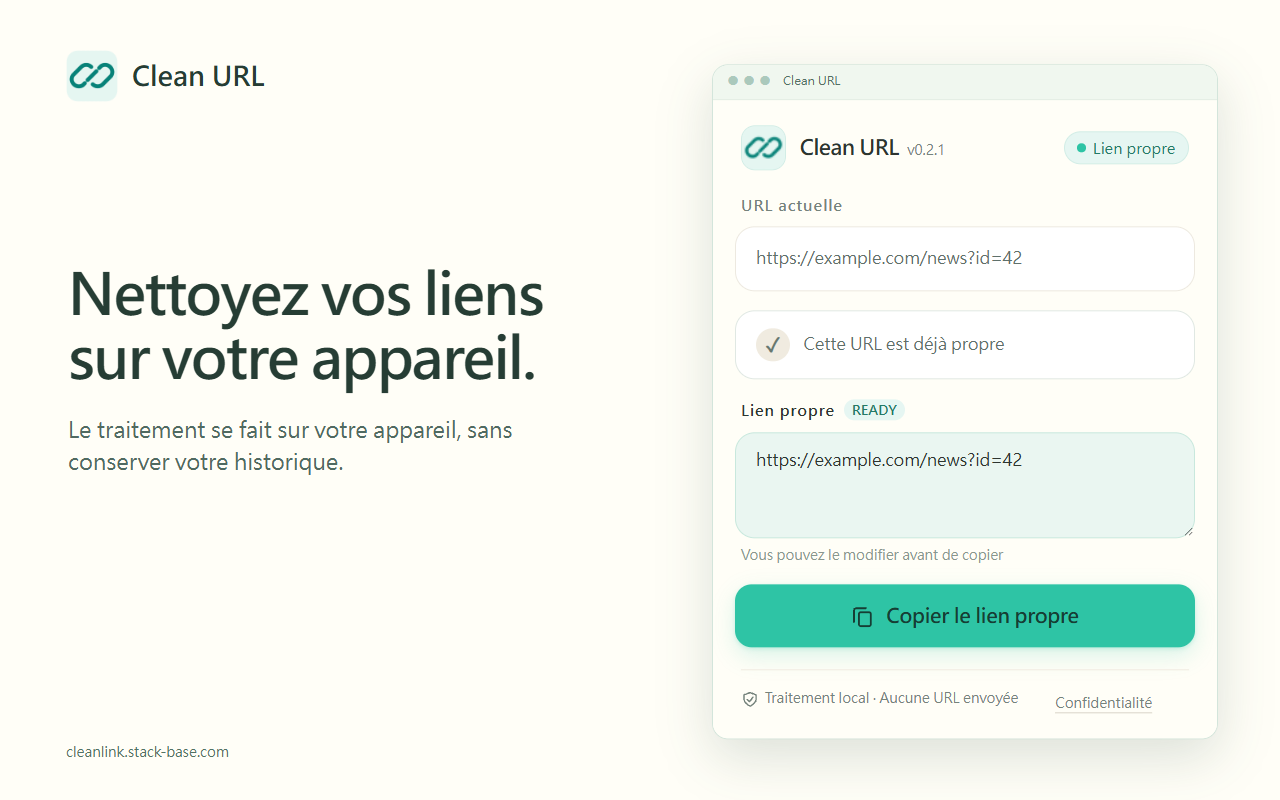 Clean URL
Nettoyez vos liens
sur votre appareil.
Le traitement se fait sur votre appareil, sans
conserver votre historique.
cleanlink.stack-base.com
Clean URL
Clean URL v0.2.1
Lien propre
URL actuelle
https://example.com/news?id=42
Cette URL est déjà propre
Lien propre READY
https://example.com/news?id=42
Vous pouvez le modifier avant de copier
Copier le lien propre
Traitement local · Aucune URL envoyée
Confidentialité